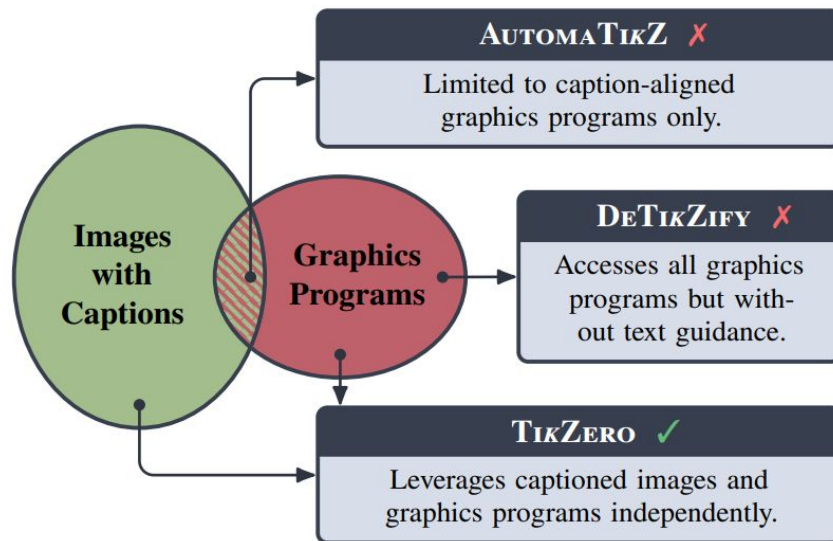 AUTOMATIKZ ✗
Limited to caption-aligned
graphics programs only.
Images
with
Captions
Graphics
Programs
DETIKZIFY ✗
Accesses all graphics
programs but with-
out text guidance.
TIKZERO ✓
Leverages captioned images and
graphics programs independently.